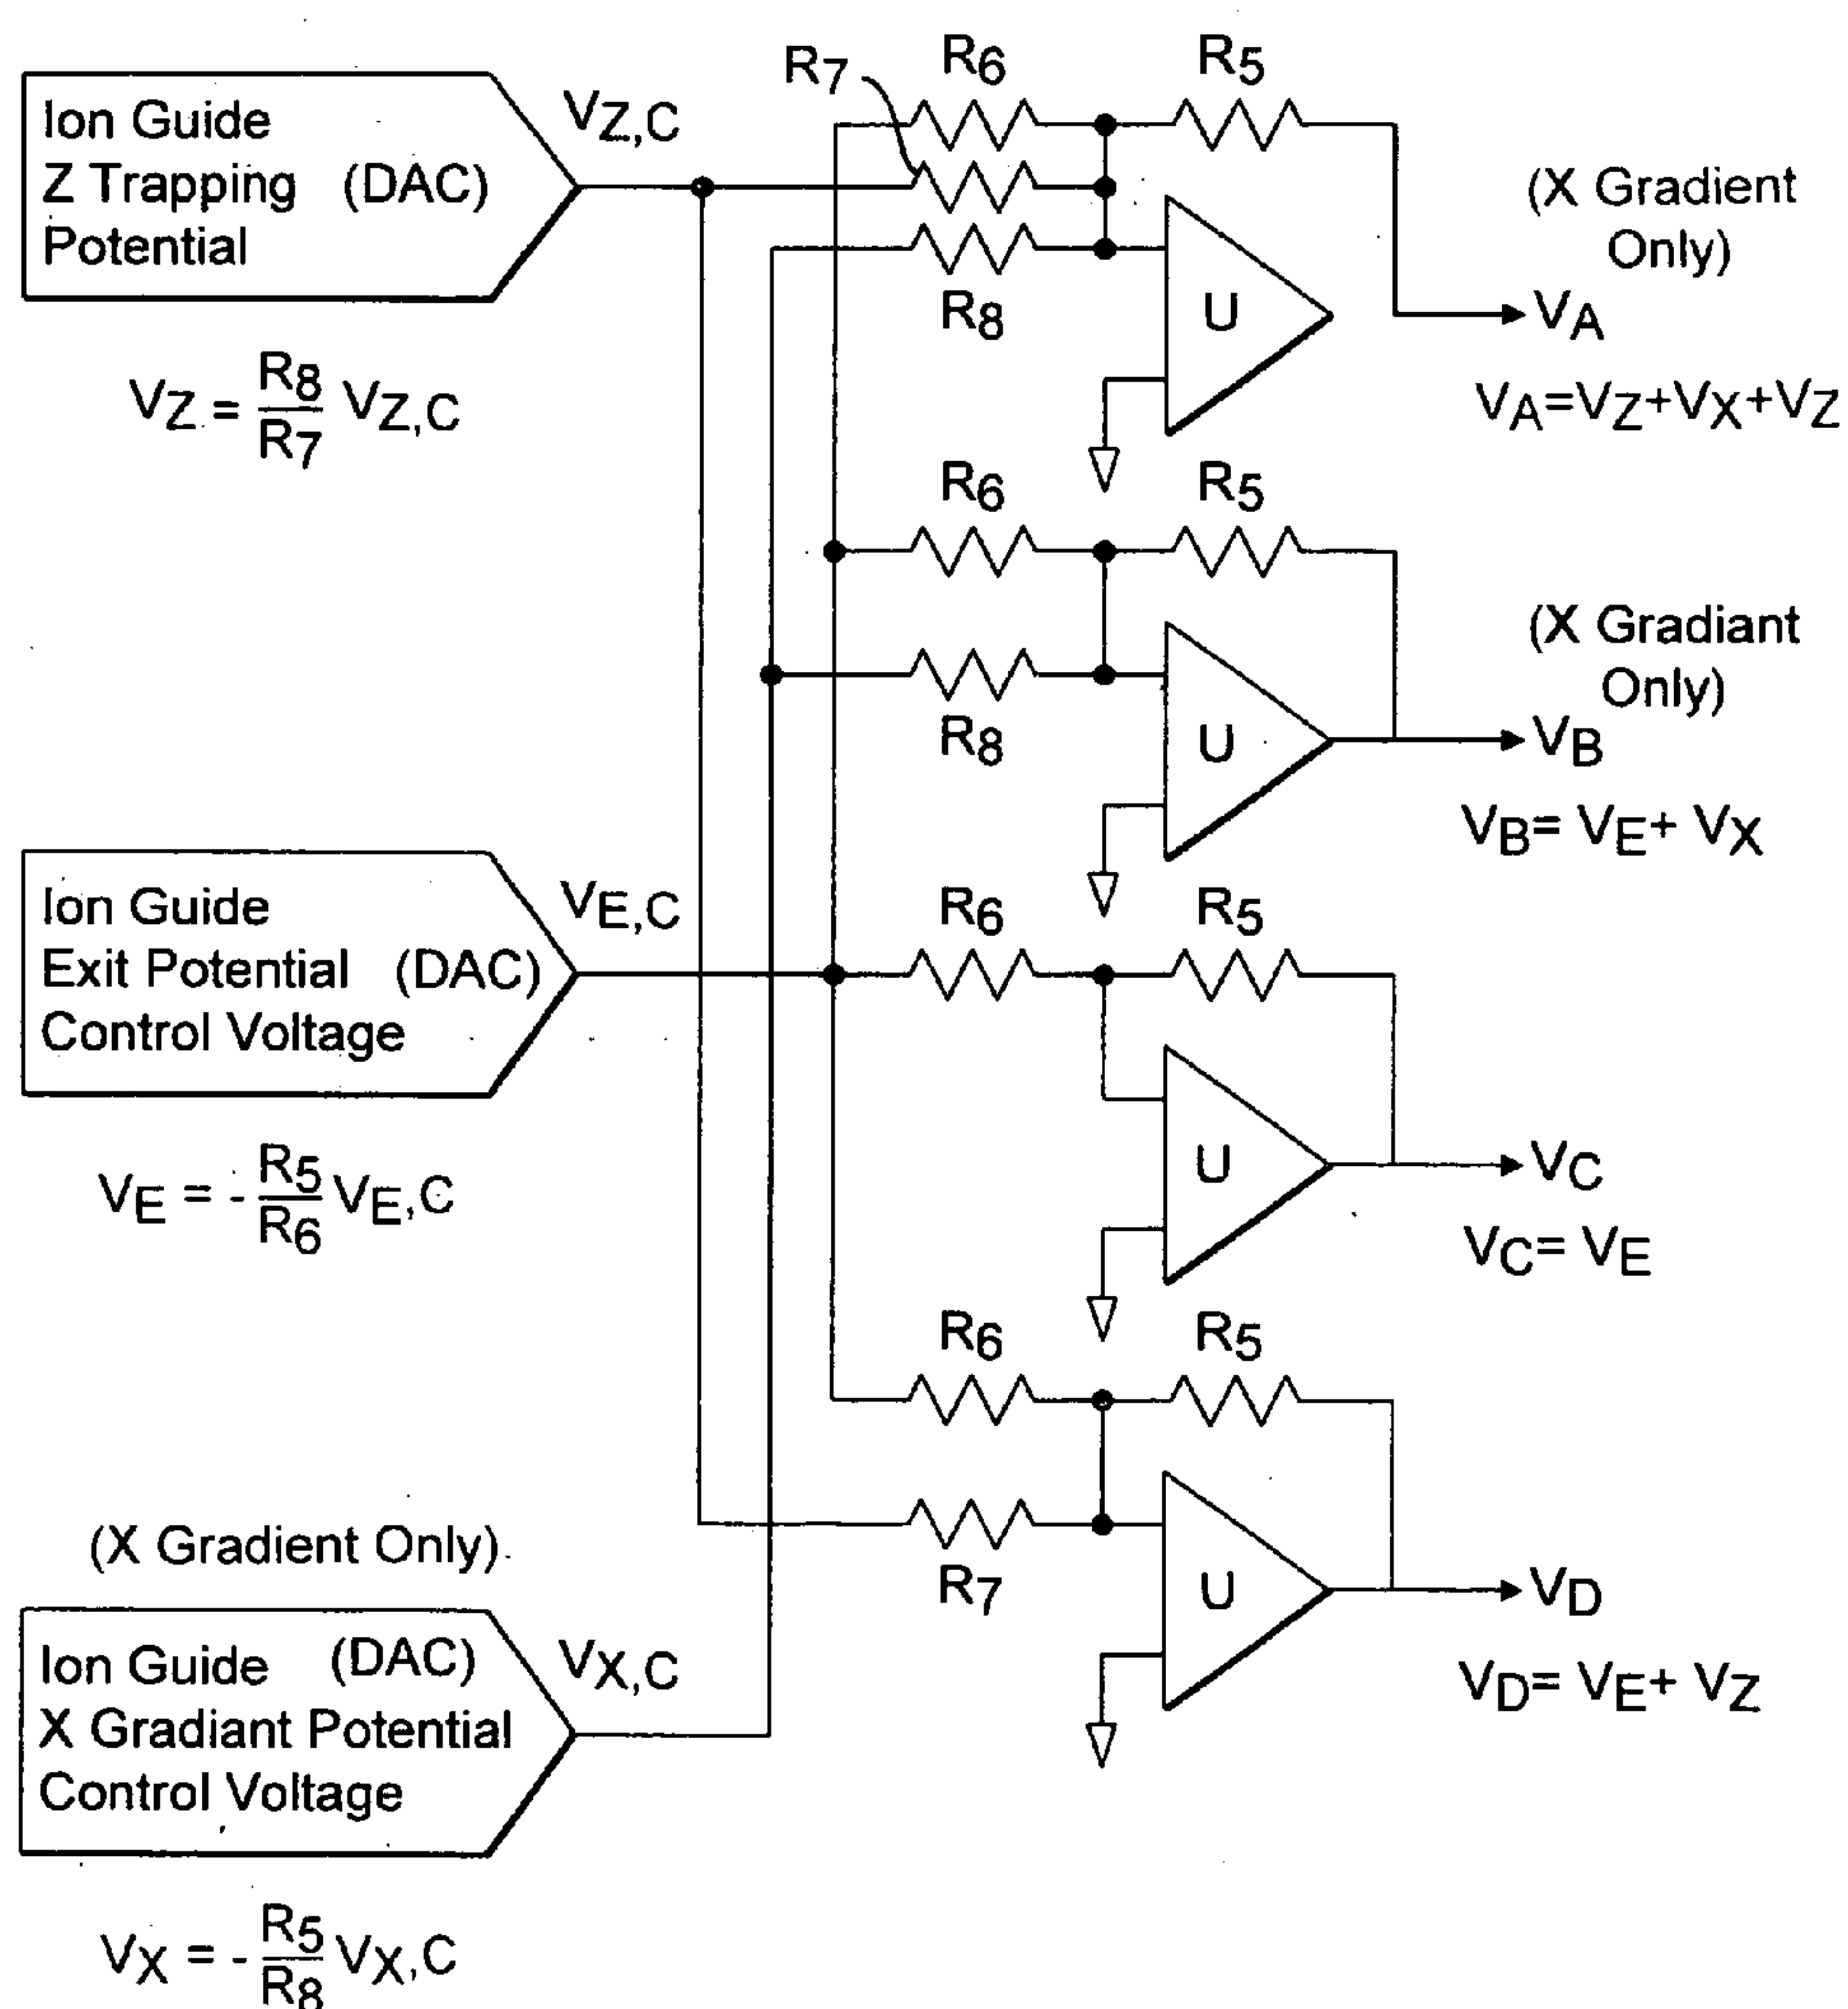 Ion Guide
Z Trapping (DAC)
Potential
VZ,C
VZ = R8/R7 VZ,C
R7
R6
R5
R8
U
(X Gradient
Only)
VA
VA=VZ+VX+VZ
R6
R5
R8
U
(X Gradiant
Only)
VB
VB= VE+ VX
Ion Guide
Exit Potential (DAC)
Control Voltage
VE,C
VE = - R5/R6 VE,C
R6
R5
U
VC
VC= VE
R6
R5
R7
U
VD
VD= VE+ VZ
(X Gradient Only)
Ion Guide (DAC)
X Gradiant Potential
Control Voltage
VX,C
VX = - R5/R8 VX,C